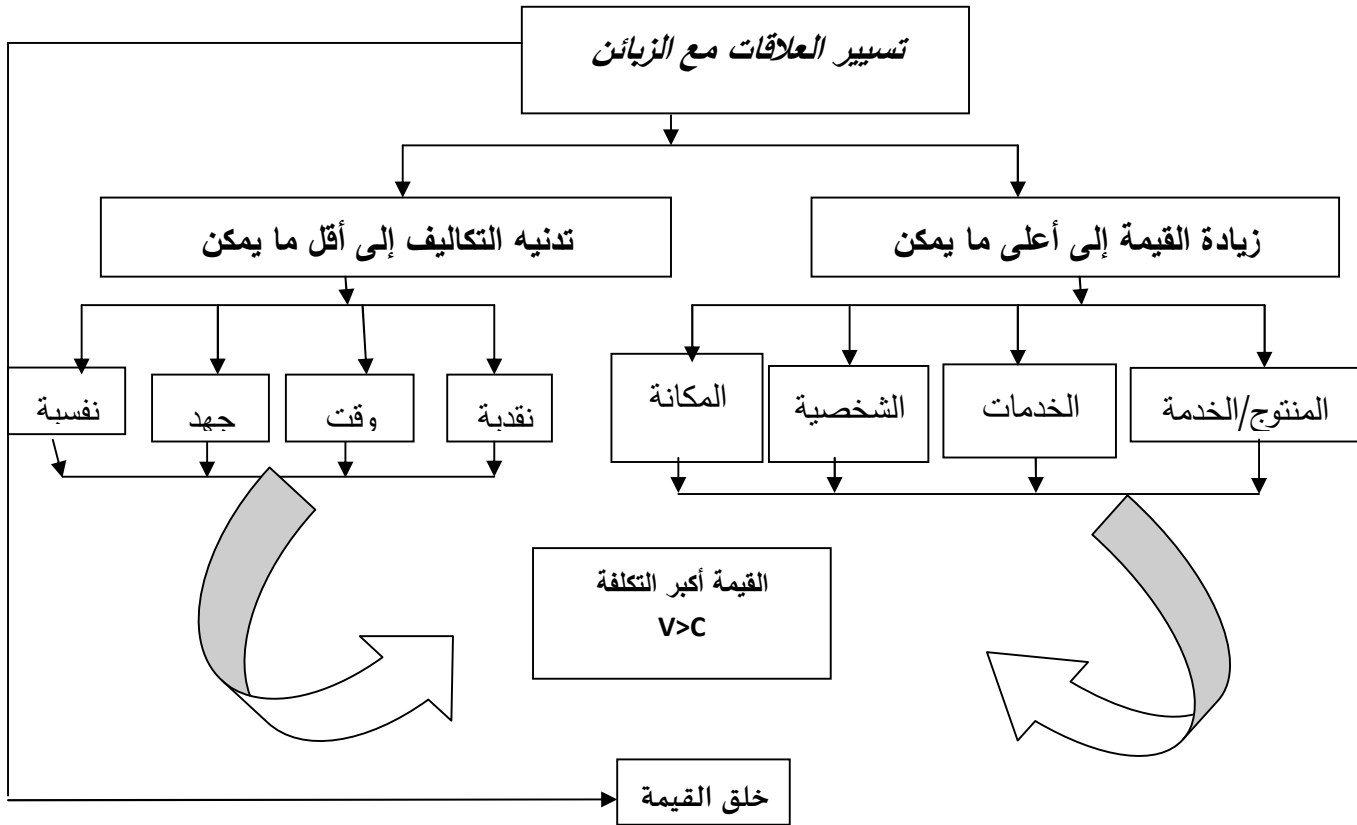 تسيير العلاقات مع الزبائن
زيادة القيمة إلى أعلى ما يمكن
تدنيه التكاليف إلى أقل ما يمكن
المنتوج/الخدمة
الخدمات
الشخصية
المكانة
نقدية
وقت
جهد
نفسية
القيمة أكبر التكلفة
V>C
خلق القيمة